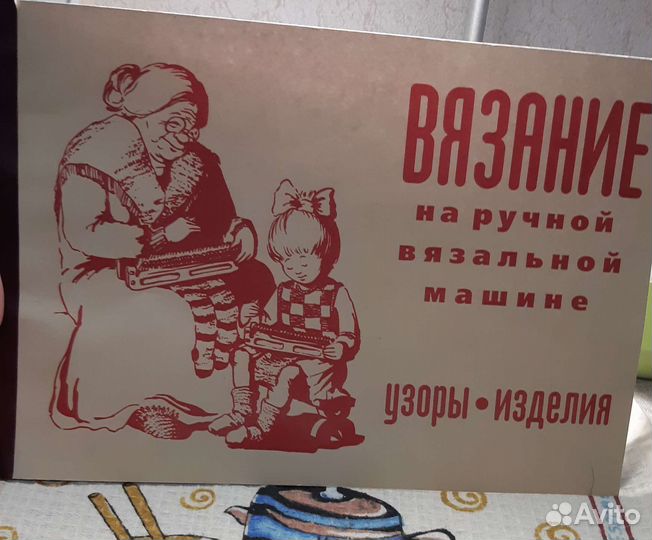 ВЯЗАНИЕ
на ручной
вязальной
машине
узоры • изделия
Avito